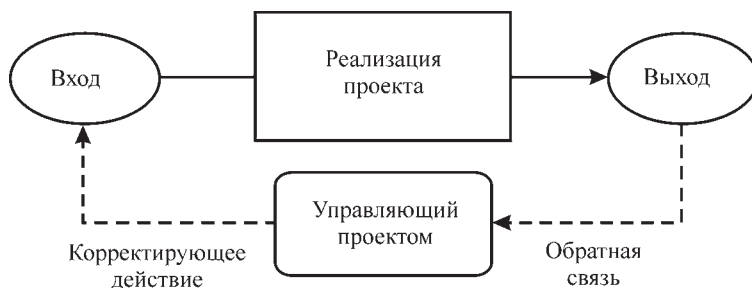 Вход
Реализация
проекта
Выход
Управляющий
проектом
Корректирующее
действие
Обратная
связь